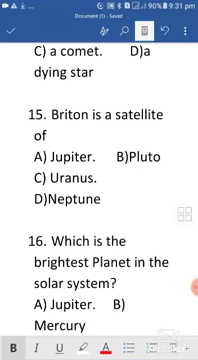 Document (1) - Saved
90% 9:31 pm
C) a comet. D)a
dying star
15. Briton is a satellite
of
A) Jupiter. B)Pluto
C) Uranus.
D)Neptune
16. Which is the
brightest Planet in the
solar system?
A) Jupiter. B)
Mercury
B I U A